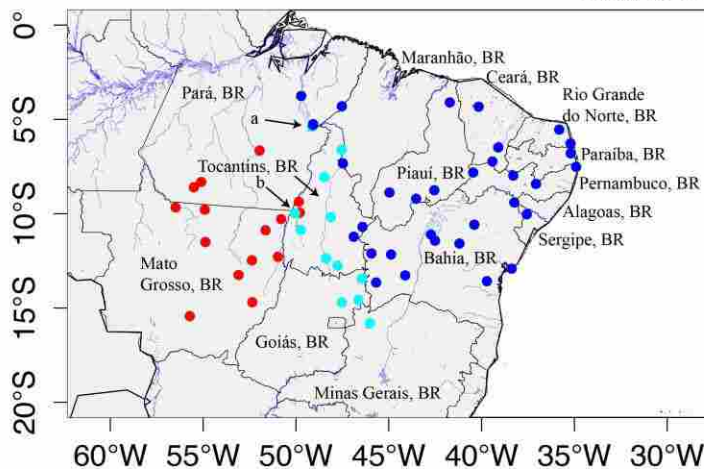 0°
Maranhão, BR
Ceará, BR
Pará, BR
Rio Grande
do Norte, BR
5°S
a
Paraíba, BR
Tocantins, BR
Piauí, BR
Pernambuco, BR
b
10°S
Alagoas, BR
Sergipe, BR
Mato
Grosso, BR
Bahia, BR
15°S
Goiás, BR
Minas Gerais, BR
20°S
60°W 55°W 50°W 45°W 40°W 35°W 30°W